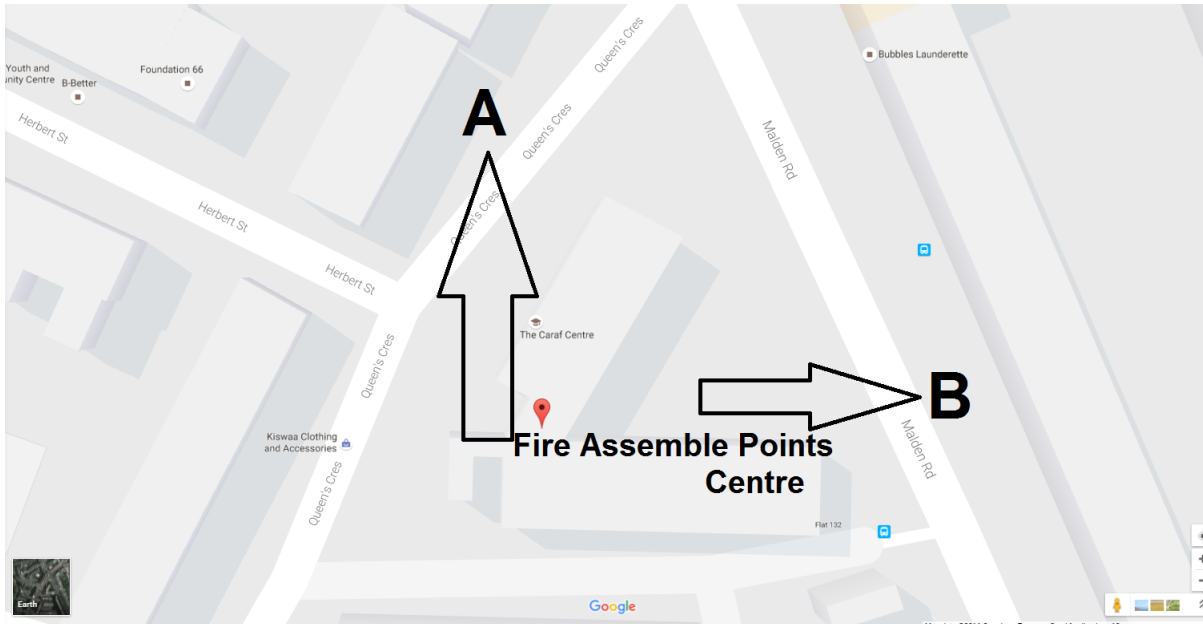 Youth and
unity Centre
B-Better
Foundation 66
Queen's Cres
Bubbles Launderette
A
Herbert St
Queen's Cres
Malden Rd
Herbert St
Queen's Cres
Herbert St
The Caraf Centre
Queen's Cres
B
Kiswaa Clothing
and Accessories
Fire Assemble Points
Centre
Malden Rd
Queen's Cres
Flat 132
Earth
Google